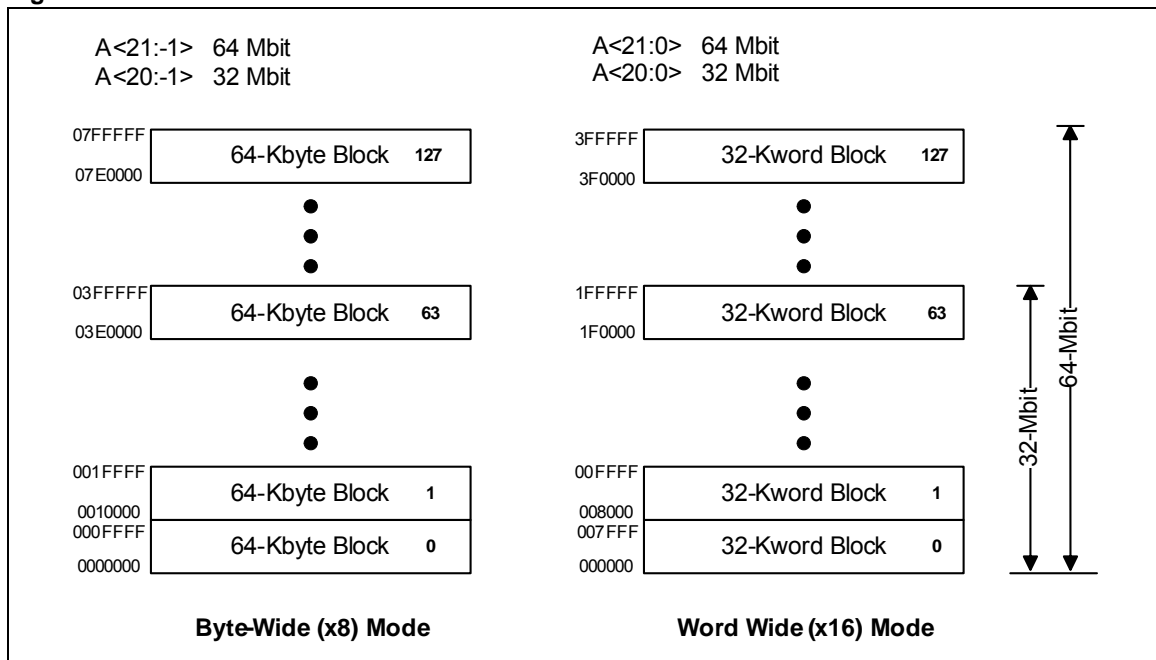 A<21:-1> 64 Mbit
A<20:-1> 32 Mbit
07FFFFF
64-Kbyte Block 127
07E0000
03FFFFF
64-Kbyte Block 63
03E0000
001FFFF
64-Kbyte Block 1
0010000
000FFFF
64-Kbyte Block 0
0000000
Byte-Wide (x8) Mode
A<21:0> 64 Mbit
A<20:0> 32 Mbit
3FFFFF
32-Kword Block 127
3F0000
1FFFFF
32-Kword Block 63
1F0000
00FFFF
32-Kword Block 1
008000
007FFF
32-Kword Block 0
000000
Word Wide (x16) Mode
32-Mbit
64-Mbit